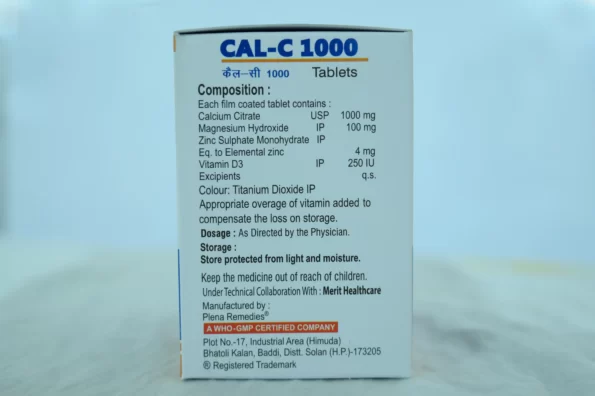 CAL-C 1000
कैल-सी 1000 Tablets
Composition :
Each film coated tablet contains :
Calcium Citrate USP 1000 mg
Magnesium Hydroxide IP 100 mg
Zinc Sulphate Monohydrate IP
Eq. to Elemental zinc 4 mg
Vitamin D3 IP 250 IU
Excipients q.s.
Colour: Titanium Dioxide IP
Appropriate overage of vitamin added to
compensate the loss on storage.
Dosage : As Directed by the Physician.
Storage :
Store protected from light and moisture.
Keep the medicine out of reach of children.
Under Technical Collaboration With : Merit Healthcare
Manufactured by :
Plena Remedies®
A WHO-GMP CERTIFIED COMPANY
Plot No.-17, Industrial Area (Himuda)
Bhatoli Kalan, Baddi, Distt. Solan (H.P.)-173205
® Registered Trademark